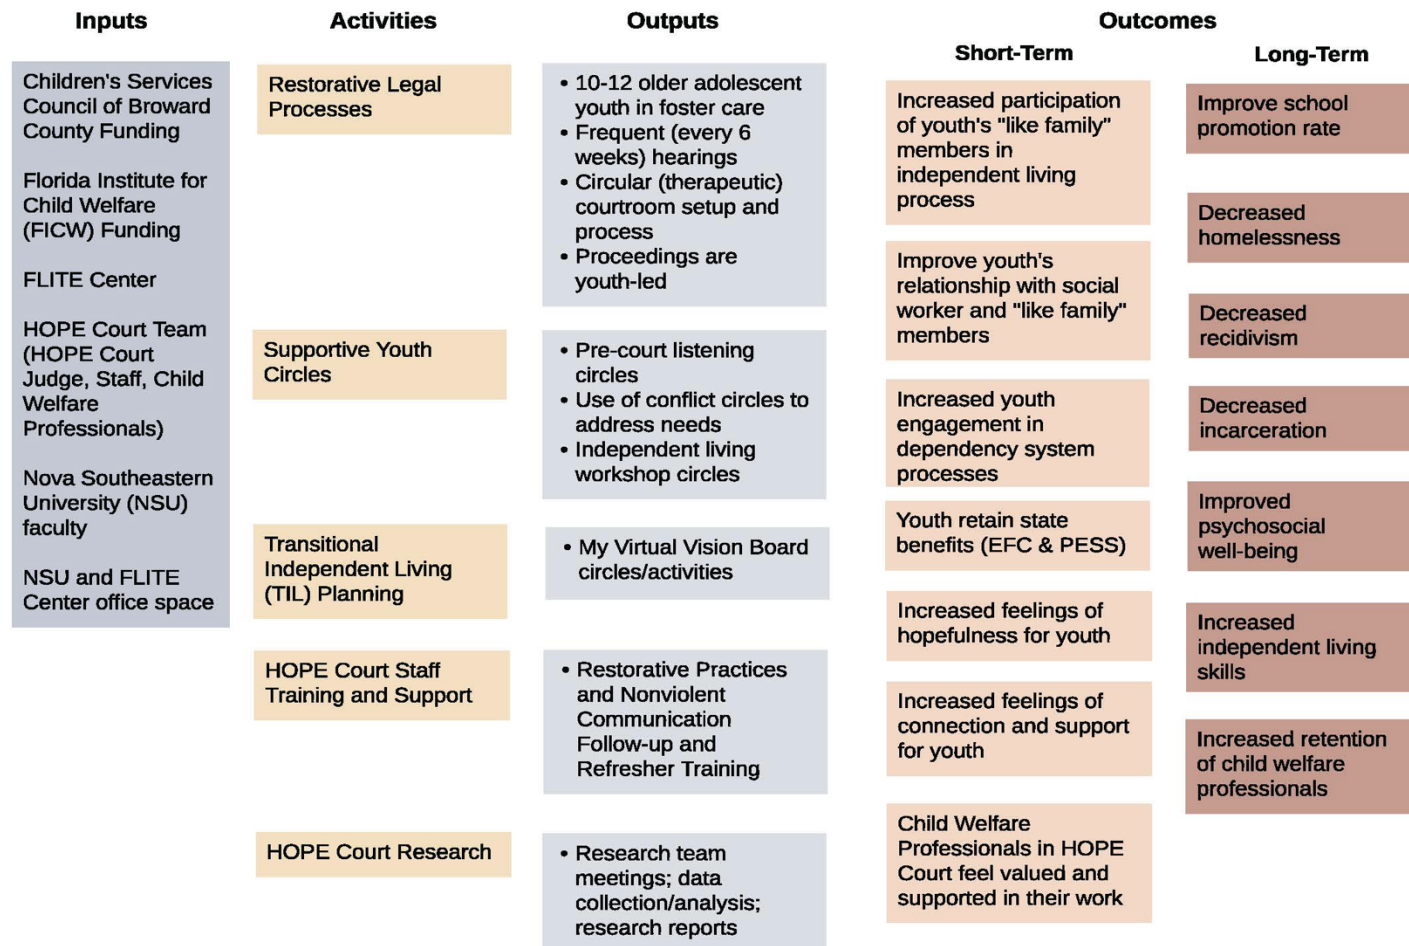 Inputs
Children's Services
Council of Broward
County Funding
Florida Institute for
Child Welfare
(FICW) Funding
FLITE Center
HOPE Court Team
(HOPE Court
Judge, Staff, Child
Welfare
Professionals)
Nova Southeastern
University (NSU)
faculty
NSU and FLITE
Center office space
Activities
Restorative Legal
Processes
Supportive Youth
Circles
Transitional
Independent Living
(TIL) Planning
HOPE Court Staff
Training and Support
HOPE Court Research
Outputs
• 10-12 older adolescent
youth in foster care
• Frequent (every 6
weeks) hearings
• Circular (therapeutic)
courtroom setup and
process
• Proceedings are
youth-led
• Pre-court listening
circles
• Use of conflict circles to
address needs
• Independent living
workshop circles
• My Virtual Vision Board
circles/activities
• Restorative Practices
and Nonviolent
Communication
Follow-up and
Refresher Training
• Research team
meetings; data
collection/analysis;
research reports
Outcomes
Short-Term
Increased participation
of youth's "like family"
members in
independent living
process
Improve youth's
relationship with social
worker and "like family"
members
Increased youth
engagement in
dependency system
processes
Youth retain state
benefits (EFC & PESS)
Increased feelings of
hopefulness for youth
Increased feelings of
connection and support
for youth
Child Welfare
Professionals in HOPE
Court feel valued and
supported in their work
Long-Term
Improve school
promotion rate
Decreased
homelessness
Decreased
recidivism
Decreased
incarceration
Improved
psychosocial
well-being
Increased
independent living
skills
Increased retention
of child welfare
professionals